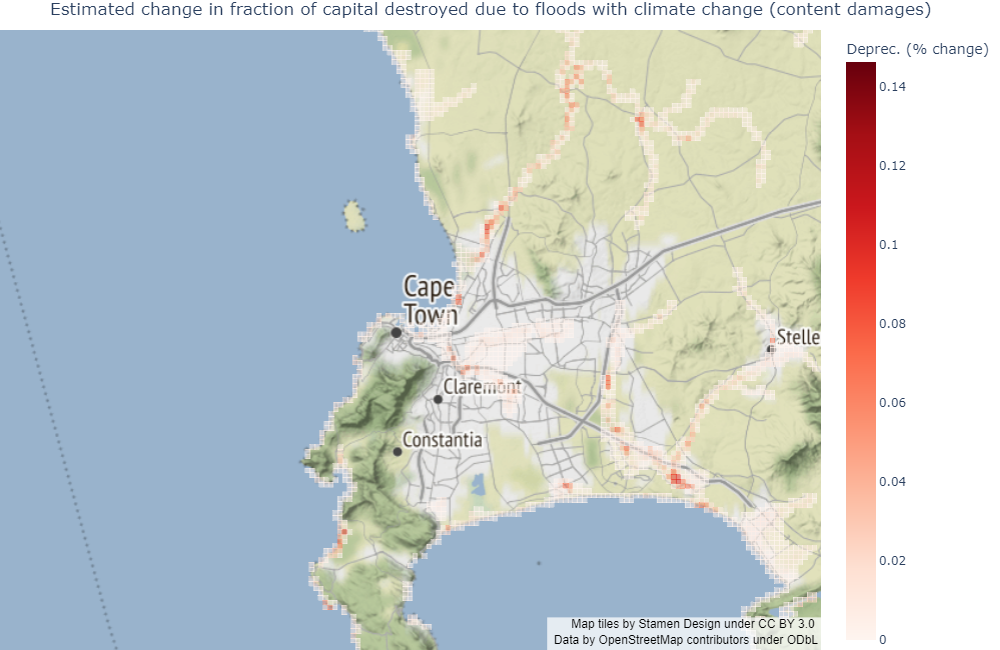 Estimated change in fraction of capital destroyed due to floods with climate change (content damages)
Deprec. (% change)
0.14
0.12
0.1
0.08
0.06
0.04
0.02
0
Cape
Town
Stelle
Claremont
Constantia
Map tiles by Stamen Design under CC BY 3.0
Data by OpenStreetMap contributors under ODbL